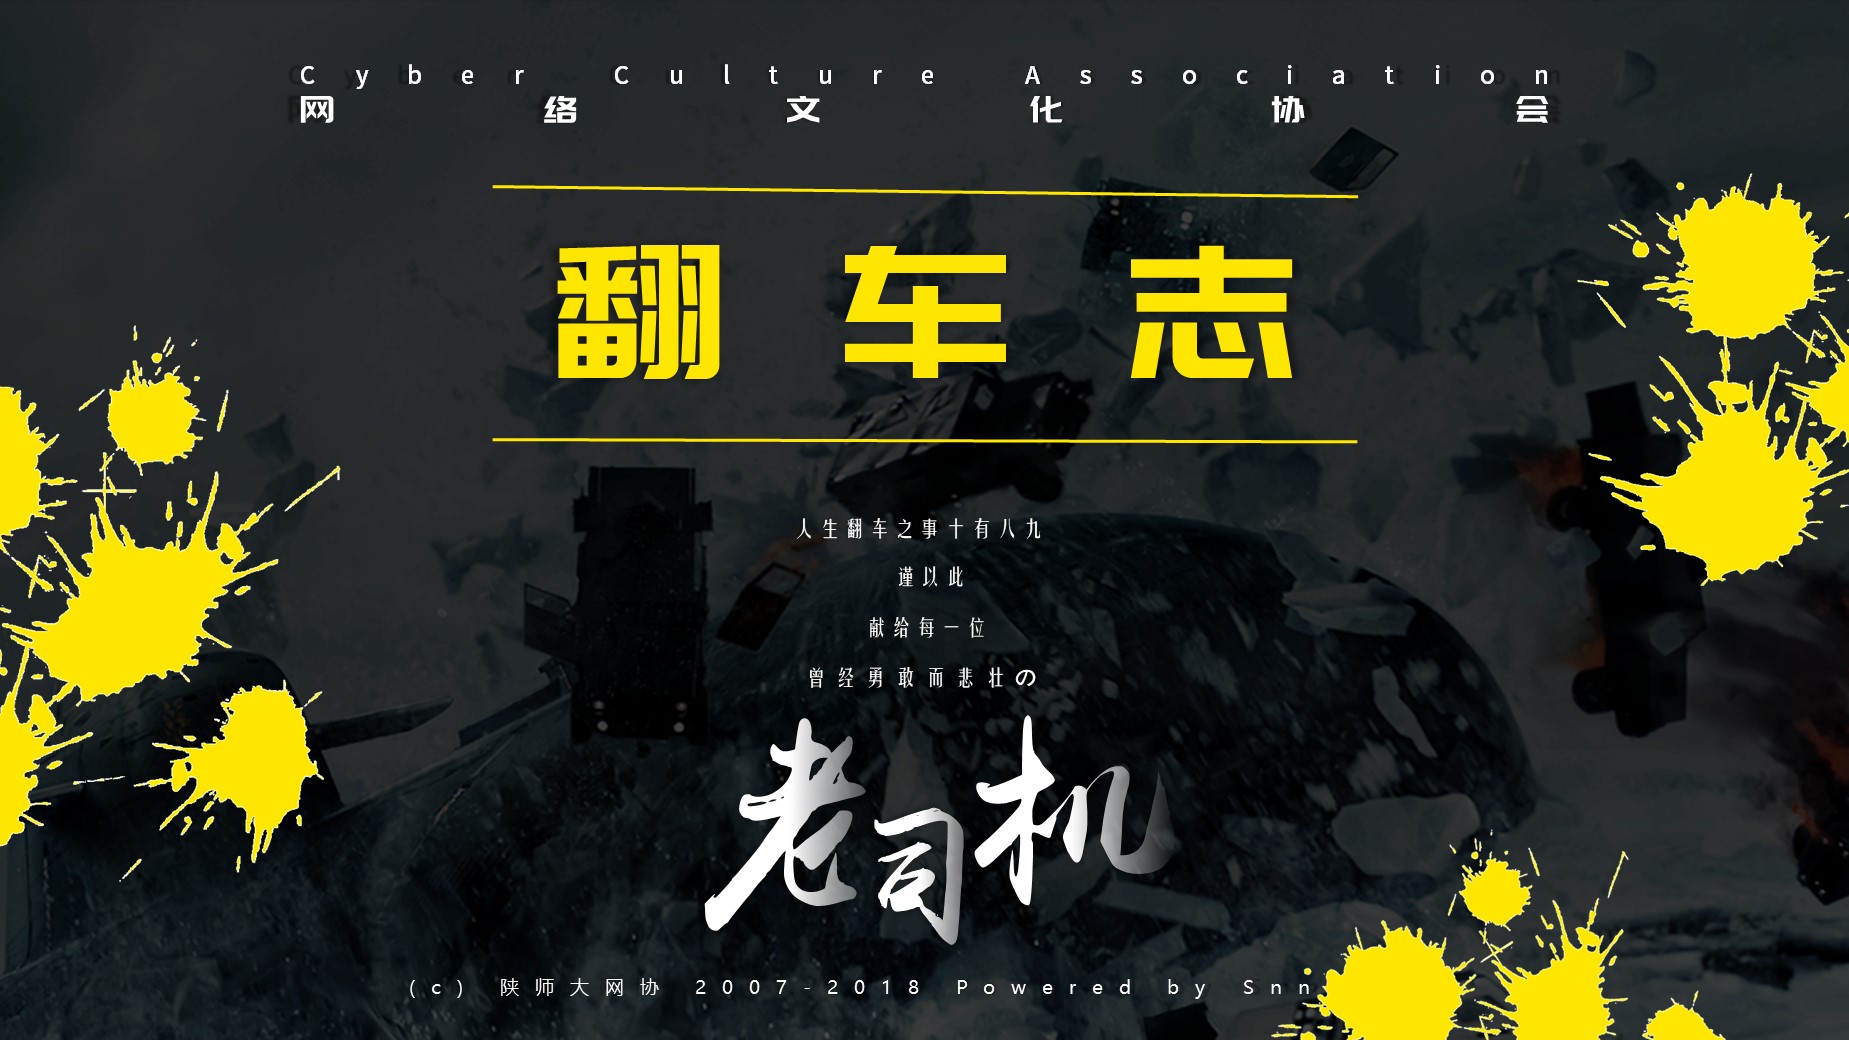 Cyber Culture Association
网络文化协会
翻车志
人生翻车之事十有八九
谨以此
献给每一位
曾经勇敢而悲壮の
老司机
(c) 陕师大网协 2007-2018 Powered by Snn